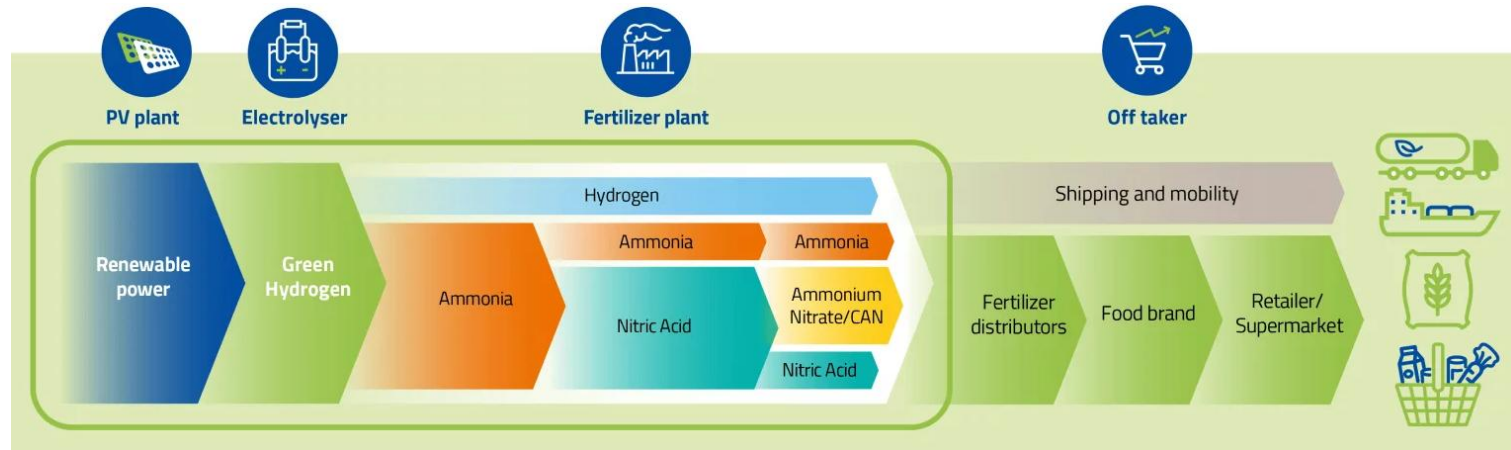 PV plant
Electrolyser
Fertilizer plant
Off taker
Renewable
power
Green
Hydrogen
Hydrogen
Ammonia
Ammonia
Ammonia
Nitric Acid
Ammonium
Nitrate/CAN
Nitric Acid
Shipping and mobility
Fertilizer
distributors
Food brand
Retailer/
Supermarket